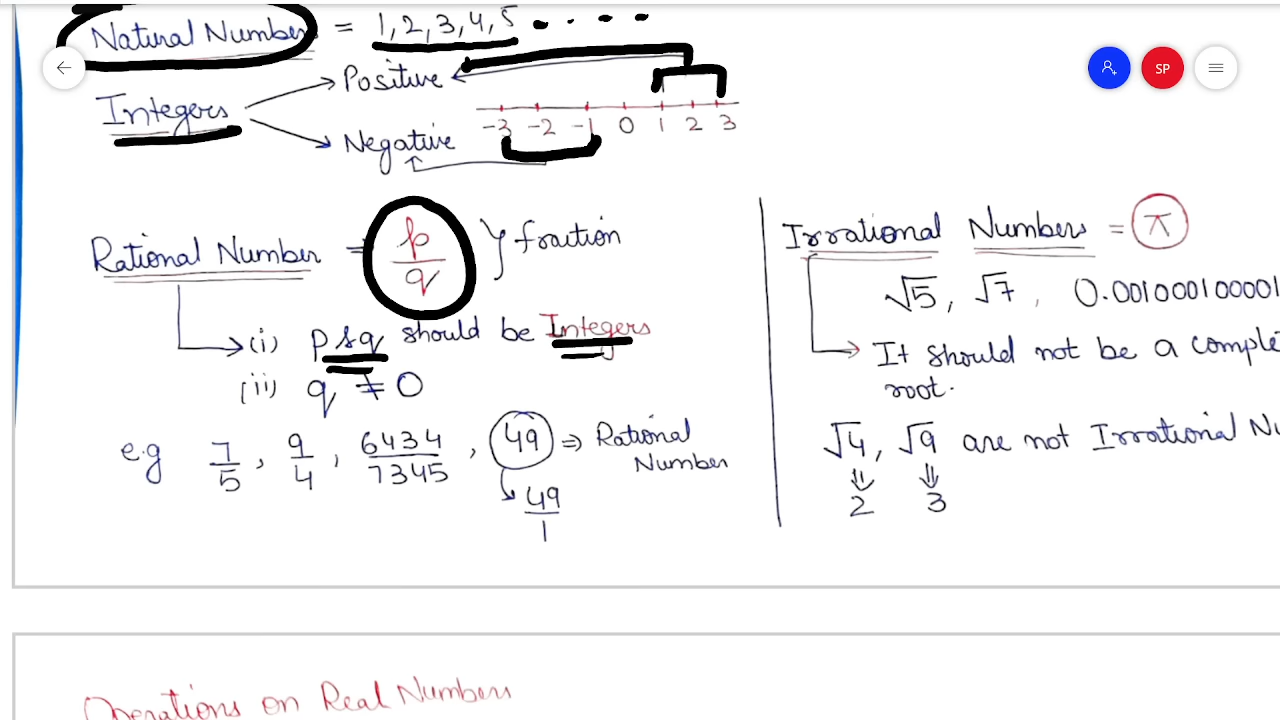 Natural Number = 1, 2, 3, 4, 5 . . . .
Integers
Positive
Negative
-3 -2 -1 0 1 2 3
Rational Number = p/q } fraction
(i) p & q should be Integers
(ii) q ≠ 0
e.g 7/5, 9/4, 6434/7345, 49 ⇒ Rational Number
49/1
Irrational Numbers = π
√5, √7, 0.001000100001
It should not be a comple
root.
√4, √9 are not Irrational Nu
2 3
Operations on Real Numbers
SP